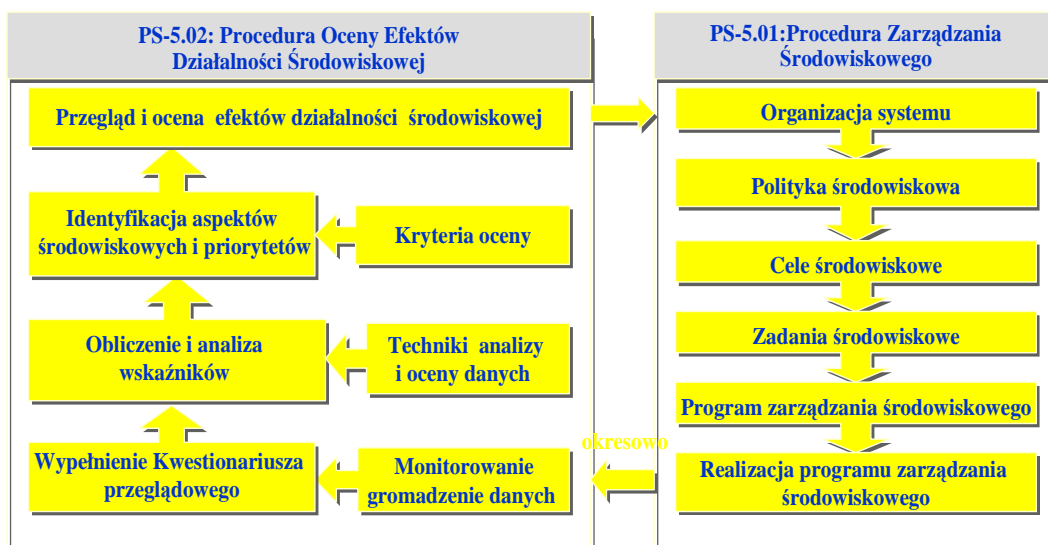 PS-5.02: Procedura Oceny Efektów
Działalności Środowiskowej
Przegląd i ocena efektów działalności środowiskowej
Identyfikacja aspektów
środowiskowych i priorytetów
Kryteria oceny
Obliczenie i analiza
wskaźników
Techniki analizy
i oceny danych
Wypełnienie Kwestionariusza
przeglądowego
Monitorowanie
gromadzenie danych
okresowo
PS-5.01:Procedura Zarządzania
Środowiskowego
Organizacja systemu
Polityka środowiskowa
Cele środowiskowe
Zadania środowiskowe
Program zarządzania środowiskowego
Realizacja programu zarządzania
środowiskowego